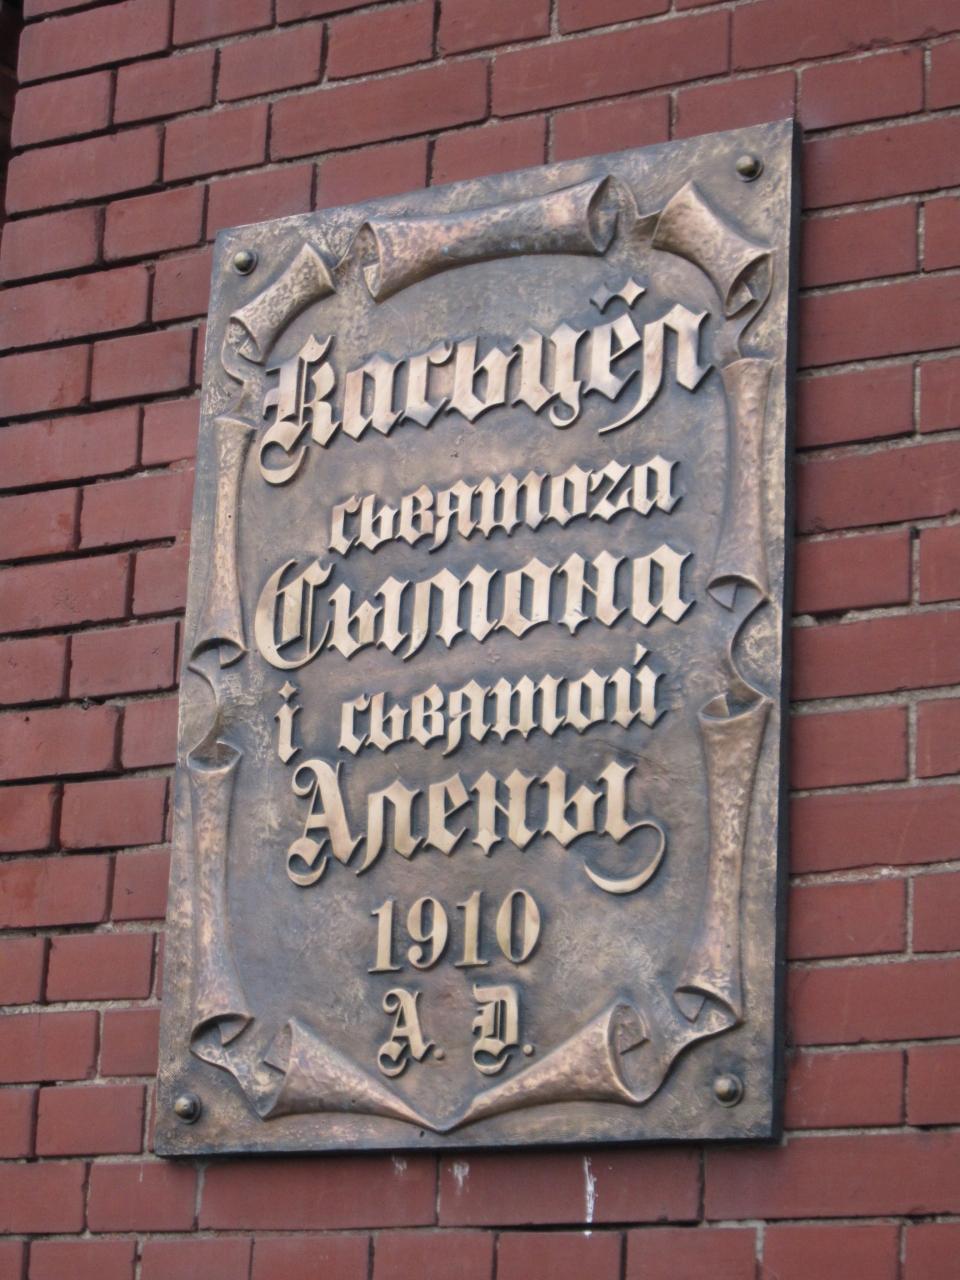 Касьцёл
сьвятога
Сымона
і сьвятой
Алены
1910
A. D.